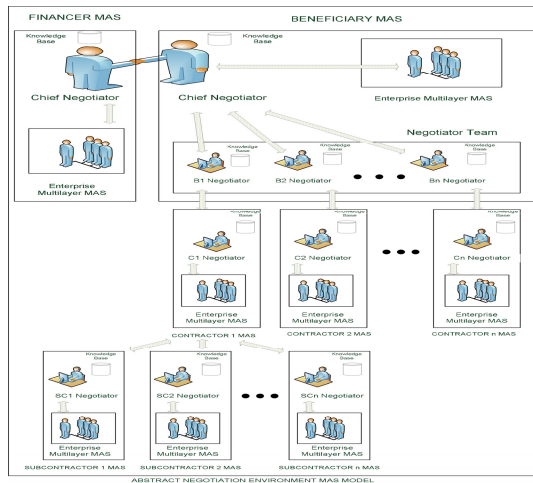 FINANCER MAS
BENEFICIARY MAS
Knowledge
Base
Knowledge
Base
Chief Negotiator
Chief Negotiator
Enterprise Multilayer MAS
Enterprise
Multilayer MAS
Negotiator Team
Knowledge
Base
Knowledge
Base
Knowledge
Base
B1 Negotiator
B2 Negotiator
Bn Negotiator
Knowledge
Base
Knowledge
Base
Knowledge
Base
C1 Negotiator
C2 Negotiator
Cn Negotiator
Enterprise
Multilayer MAS
Enterprise
Multilayer MAS
Enterprise
Multilayer MAS
CONTRACTOR 1 MAS
CONTRACTOR 2 MAS
CONTRACTOR n MAS
Knowledge
Base
Knowledge
Base
Knowledge
Base
SC1 Negotiator
SC2 Negotiator
SCn Negotiator
Enterprise
Multilayer MAS
Enterprise
Multilayer MAS
Enterprise
Multilayer MAS
SUBCONTRACTOR 1 MAS
SUBCONTRACTOR 2 MAS
SUBCONTRACTOR n MAS
ABSTRACT NEGOTIATION ENVIRONMENT MAS MODEL